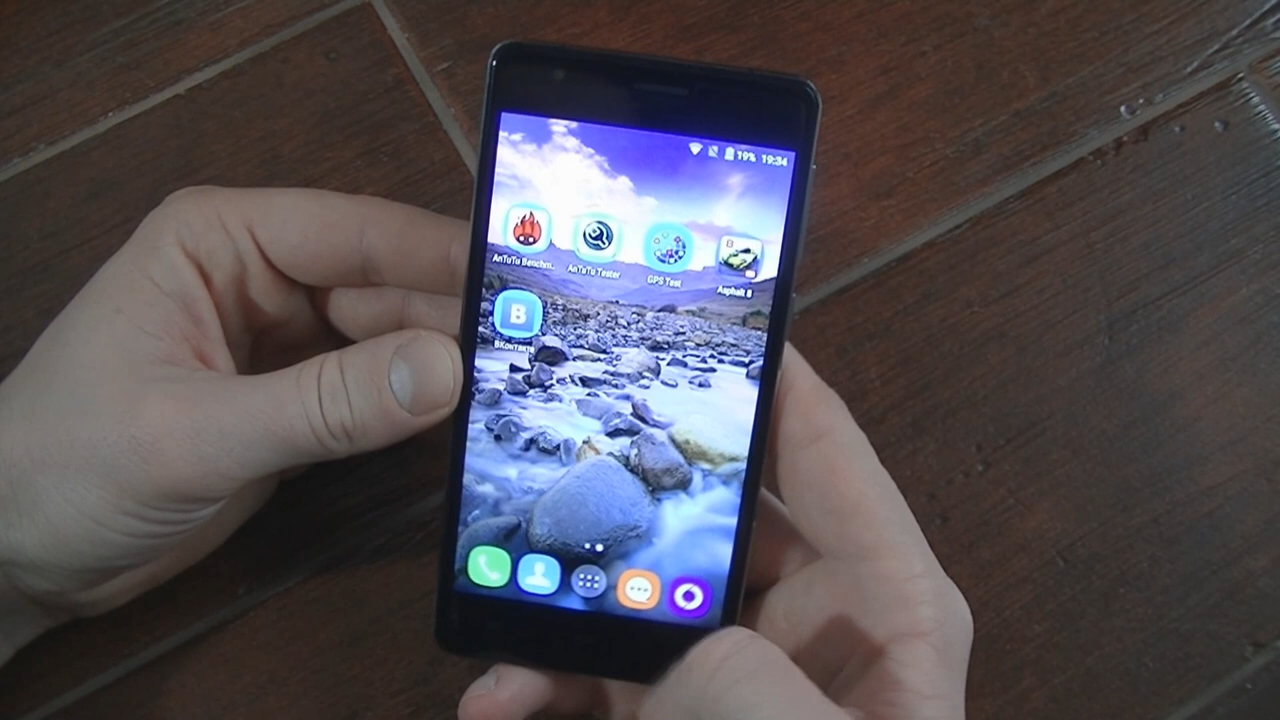 19% 19:34
AnTuTu Benchm..
AnTuTu Tester
GPS Test
Asphalt 8
B
ВКонтакте